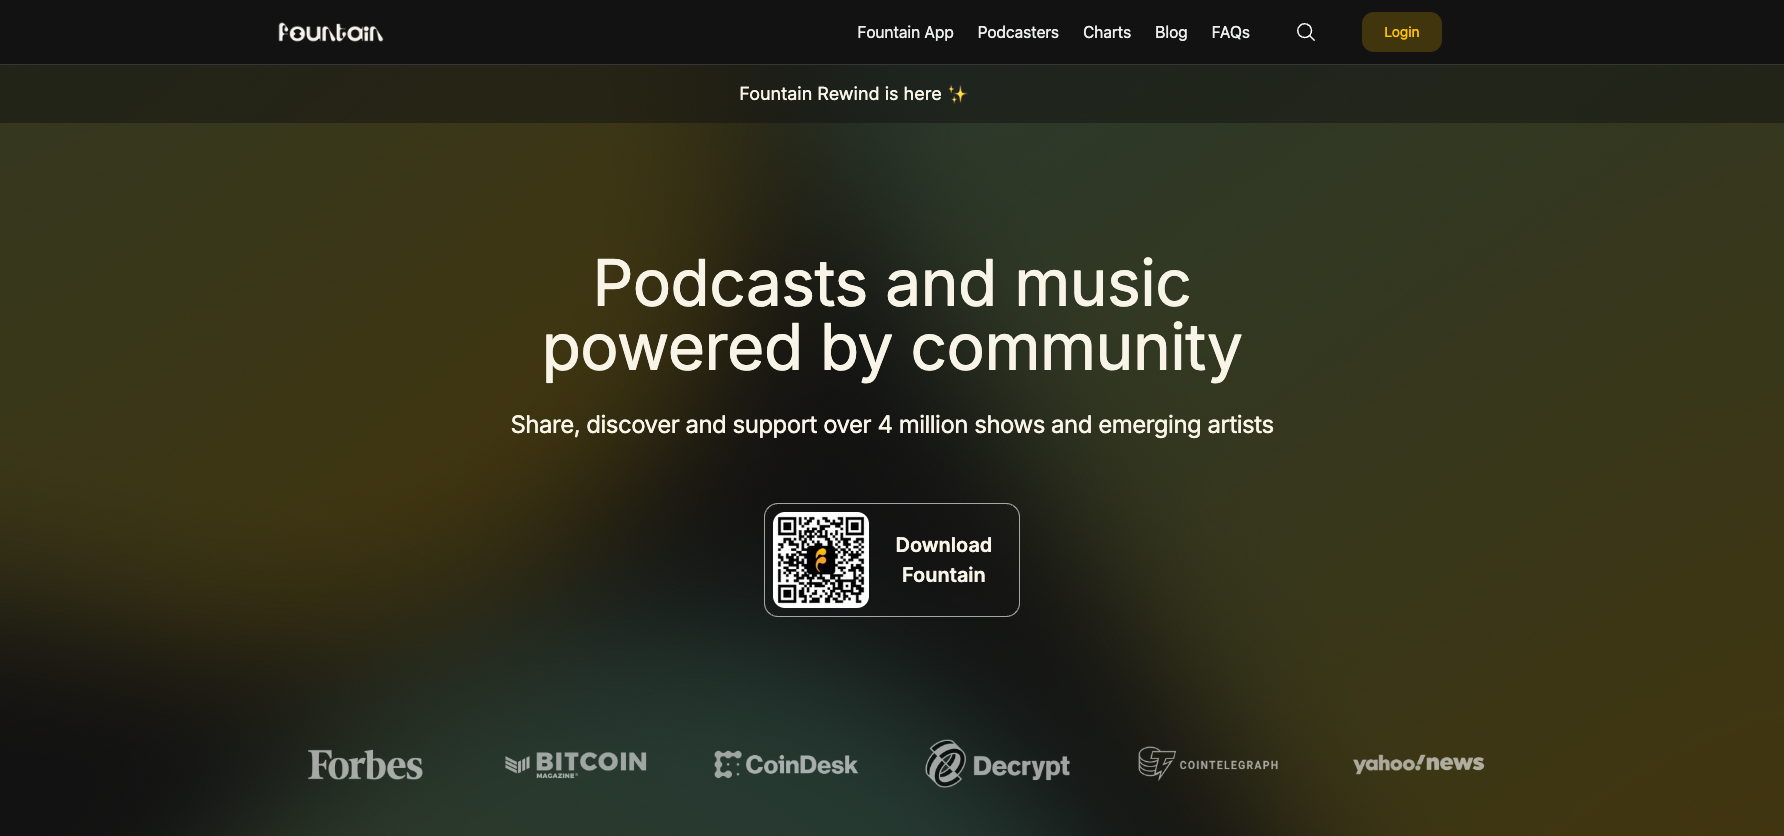 fountain
Fountain App
Podcasters
Charts
Blog
FAQs
Login
Fountain Rewind is here ✨
Podcasts and music
powered by community
Share, discover and support over 4 million shows and emerging artists
Download
Fountain
Forbes
BITCOIN
MAGAZINE
CoinDesk
Decrypt
COINTELEGRAPH
yahoo!news